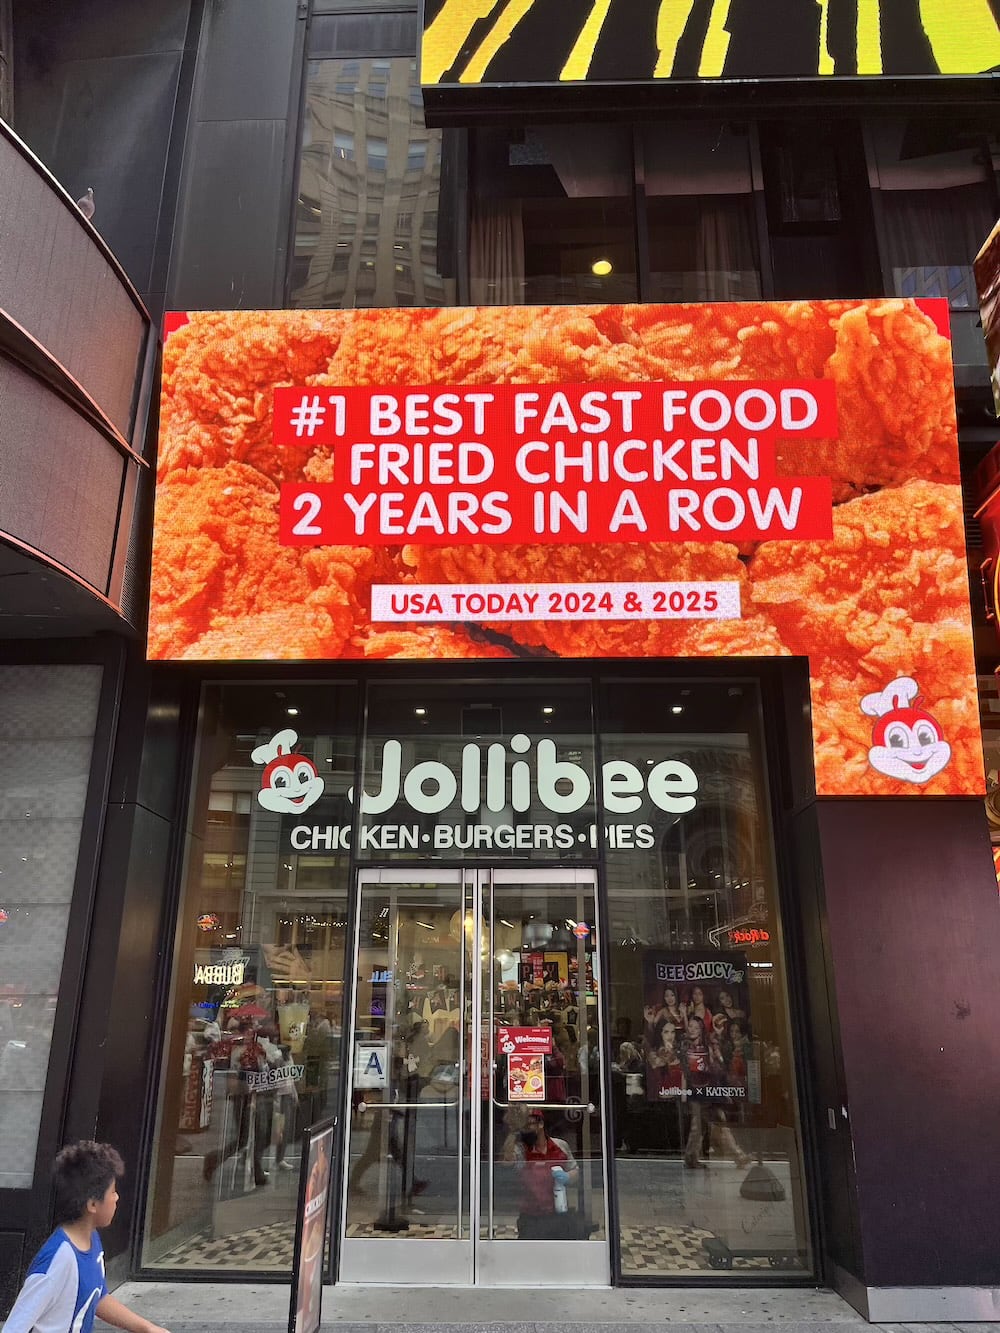 #1 BEST FAST FOOD
FRIED CHICKEN
2 YEARS IN A ROW
USA TODAY 2024 & 2025
Jollibee
CHICKEN·BURGERS·PIES
BEE SAUCY
A
Welcome!
BEE SAUCY
Jollibee × KATSEYE